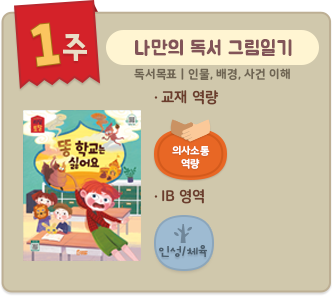 1주
나만의 독서 그림일기
독서목표 | 인물, 배경, 사건 이해
· 교재 역량
똥 학교는
싫어요
의사소통
역량
· IB 영역
인성/체육